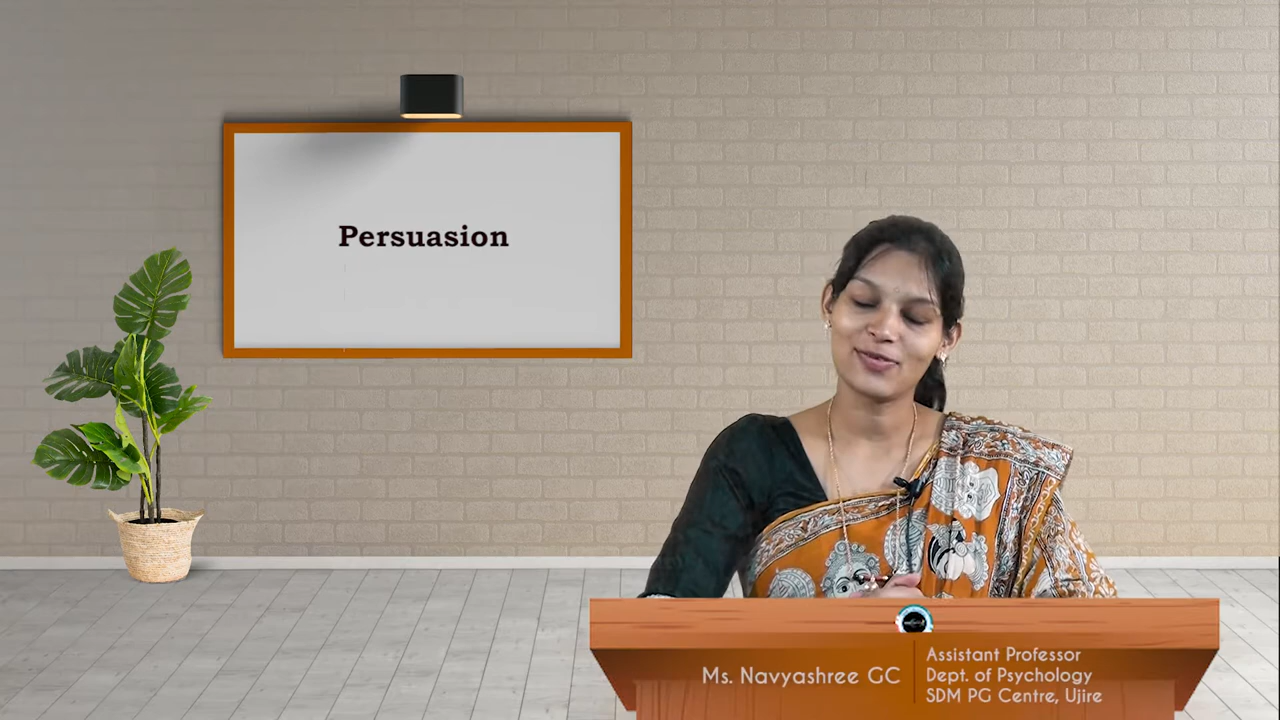 Persuasion
Ms. Navyashree GC
Assistant Professor
Dept. of Psychology
SDM PG Centre, Ujire